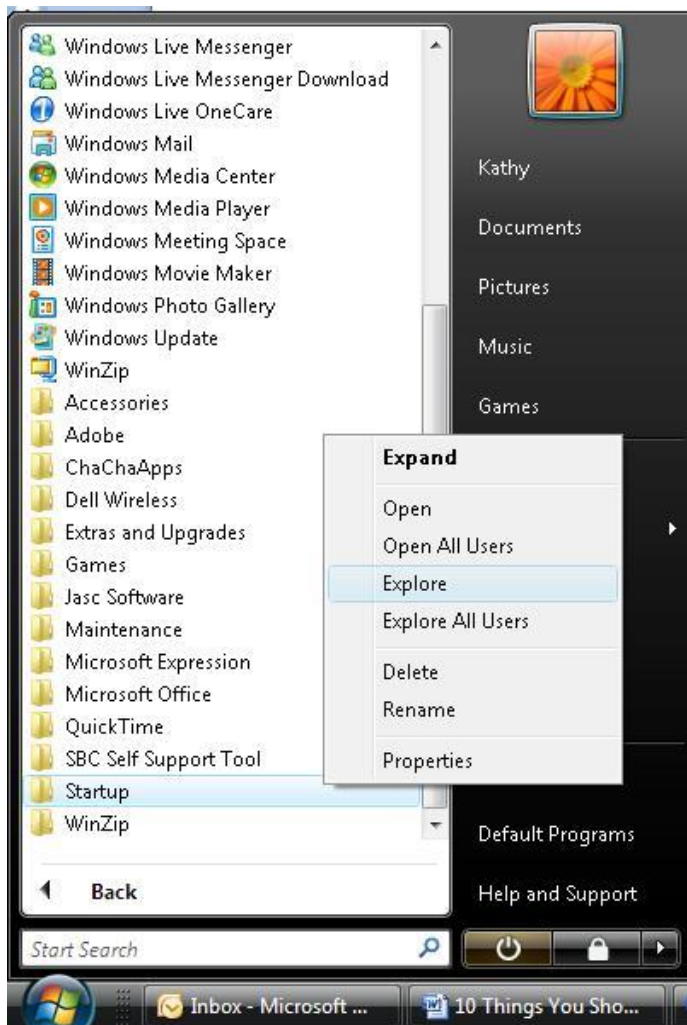 Windows Live Messenger
Windows Live Messenger Download
Windows Live OneCare
Windows Mail
Windows Media Center
Windows Media Player
Windows Meeting Space
Windows Movie Maker
Windows Photo Gallery
Windows Update
WinZip
Accessories
Adobe
ChaChaApps
Dell Wireless
Extras and Upgrades
Games
Jasc Software
Maintenance
Microsoft Expression
Microsoft Office
QuickTime
SBC Self Support Tool
Startup
WinZip
Back
Start Search
Kathy
Documents
Pictures
Music
Games
Expand
Open
Open All Users
Explore
Explore All Users
Delete
Rename
Properties
Default Programs
Help and Support
Inbox - Microsoft ...
10 Things You Sho...